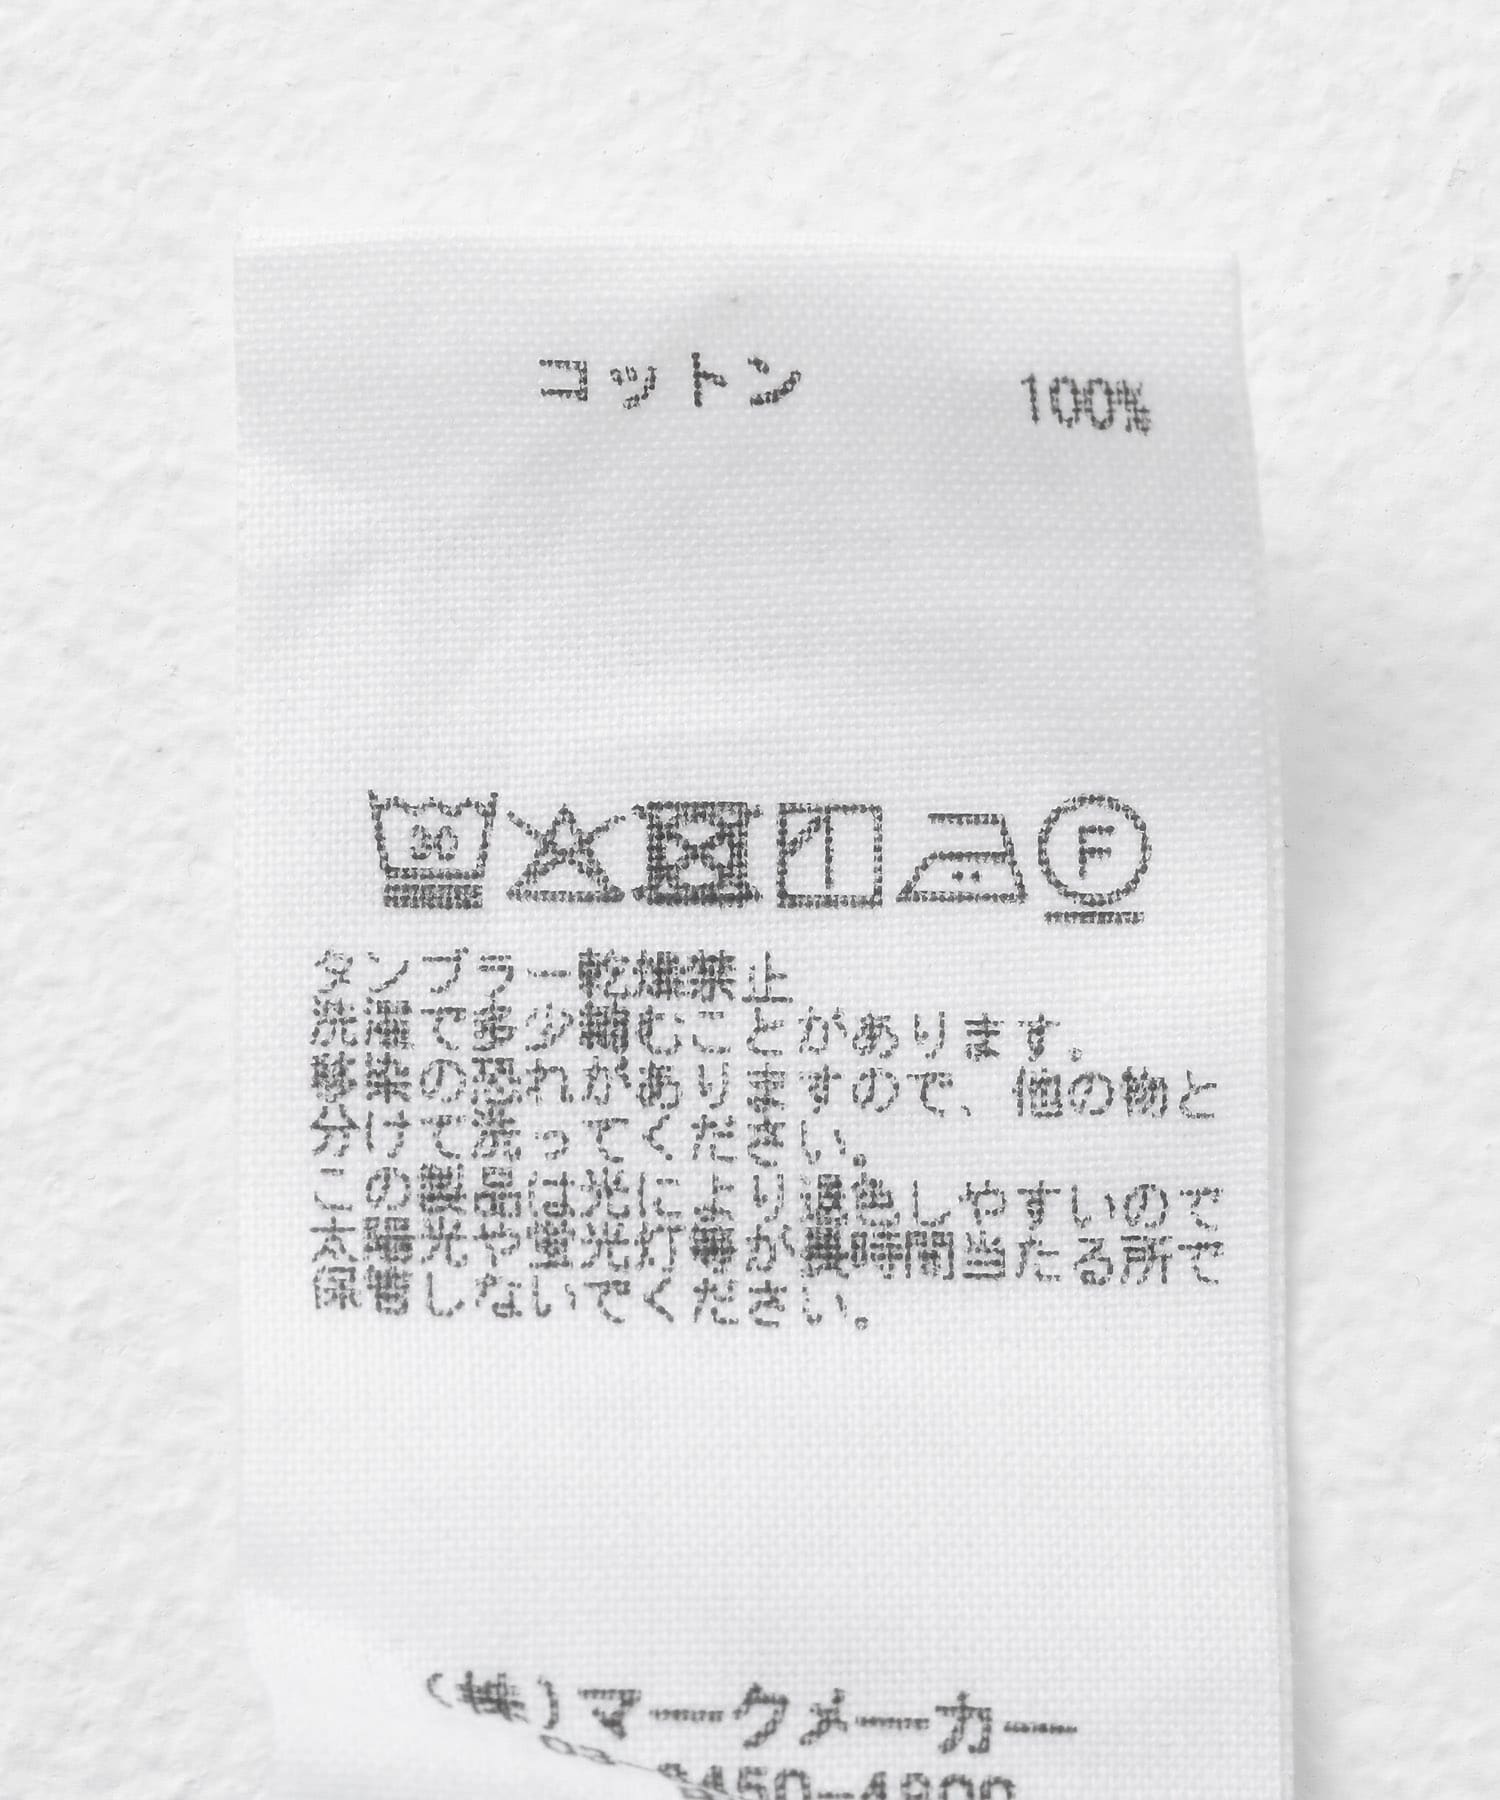 コットン 100%
30
F
タンブラー乾燥禁止
洗濯で多少縮むことがあります。
移染の恐れがありますので、他の物と
分けて洗ってください。
この製品は光により退色しやすいので
太陽光や蛍光灯等が長時間当たる所で
保管しないでください。
(株)マークメーカー